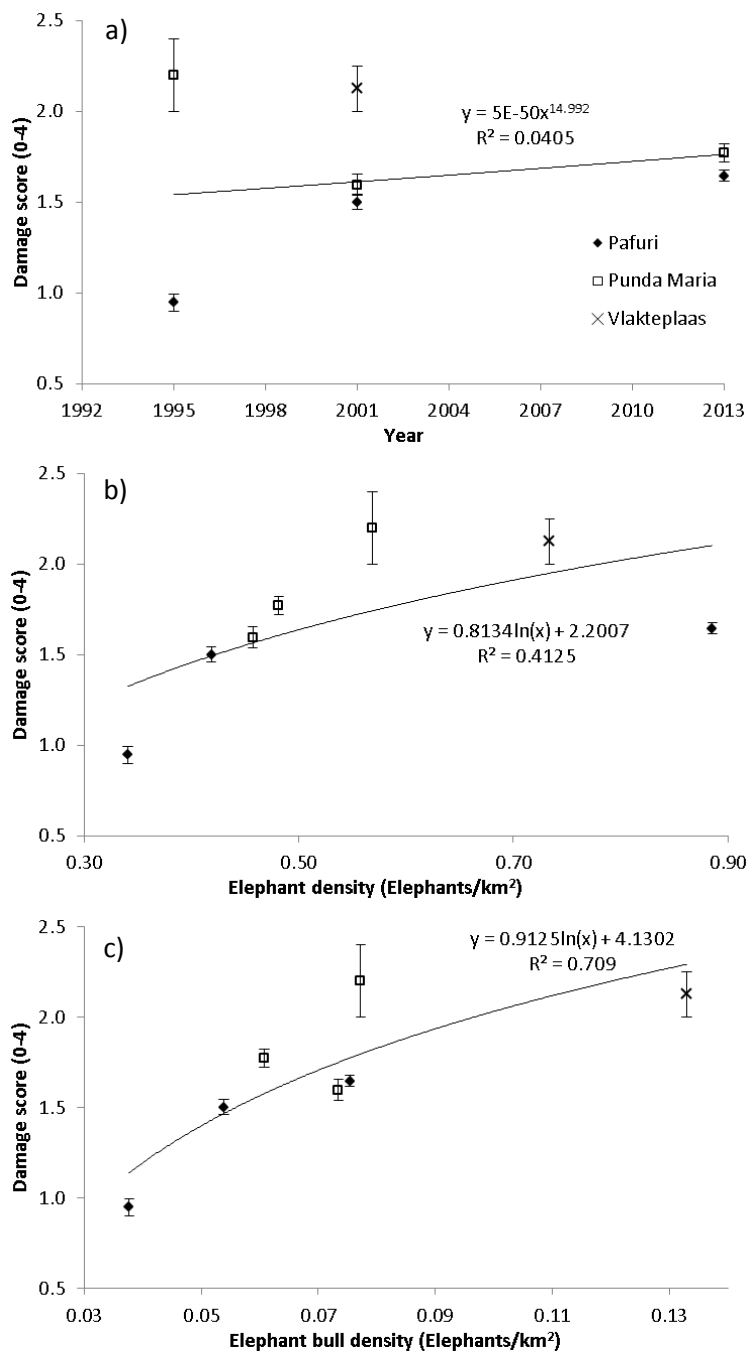 a)
2.5
2.0
1.5
1.0
0.5
Damage score (0-4)
y = 5E-50x^14.992
R² = 0.0405
Pafuri
Punda Maria
Vlakteplaas
1992 1995 1998 2001 2004 2007 2010 2013
Year
b)
2.5
2.0
1.5
1.0
0.5
Damage score (0-4)
y = 0.8134ln(x) + 2.2007
R² = 0.4125
0.30 0.50 0.70 0.90
Elephant density (Elephants/km²)
c)
2.5
2.0
1.5
1.0
0.5
Damage score (0-4)
y = 0.9125ln(x) + 4.1302
R² = 0.709
0.03 0.05 0.07 0.09 0.11 0.13
Elephant bull density (Elephants/km²)